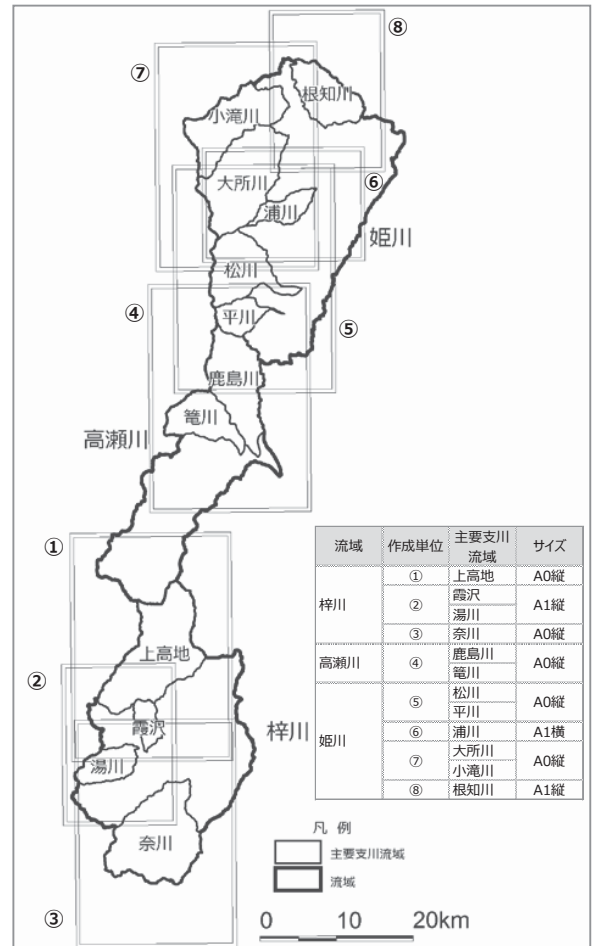 ⑧
⑦
根知川
小滝川
大所川
⑥
浦川
姫川
松川
④
平川
⑤
鹿島川
篭川
高瀬川
①
上高地
②
霞沢
梓川
湯川
奈川
③
流域 作成単位 主要支川流域 サイズ
梓川 ① 上高地 A0縦
② 霞沢 A1縦
湯川
③ 奈川 A0縦
高瀬川 ④ 鹿島川 A0縦
篭川
姫川 ⑤ 松川 A0縦
平川
⑥ 浦川 A1横
⑦ 大所川 A0縦
小滝川
⑧ 根知川 A1縦
凡 例
主要支川流域
流域
0 10 20km